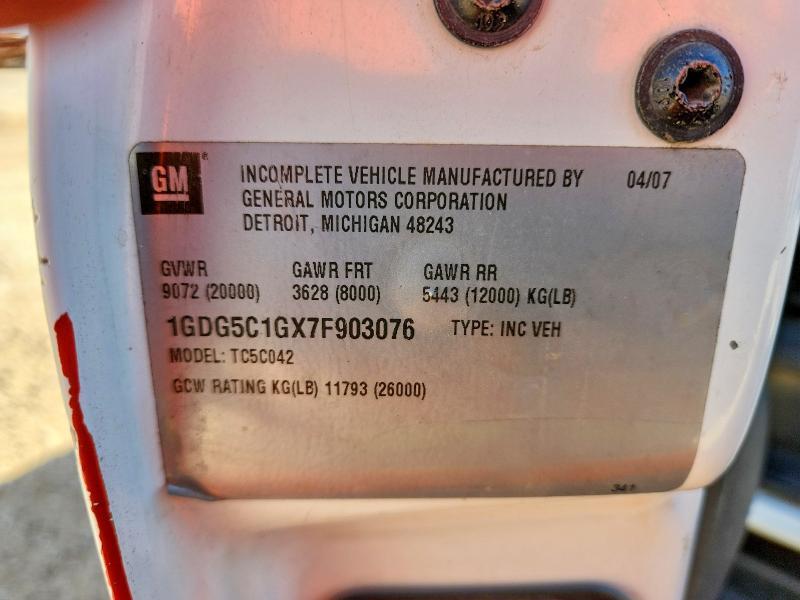 GM
INCOMPLETE VEHICLE MANUFACTURED BY 04/07
GENERAL MOTORS CORPORATION
DETROIT, MICHIGAN 48243
GVWR GAWR FRT GAWR RR
9072 (20000) 3628 (8000) 5443 (12000) KG(LB)
1GDG5C1GX7F903076 TYPE: INC VEH
MODEL: TC5C042
GCW RATING KG(LB) 11793 (26000)